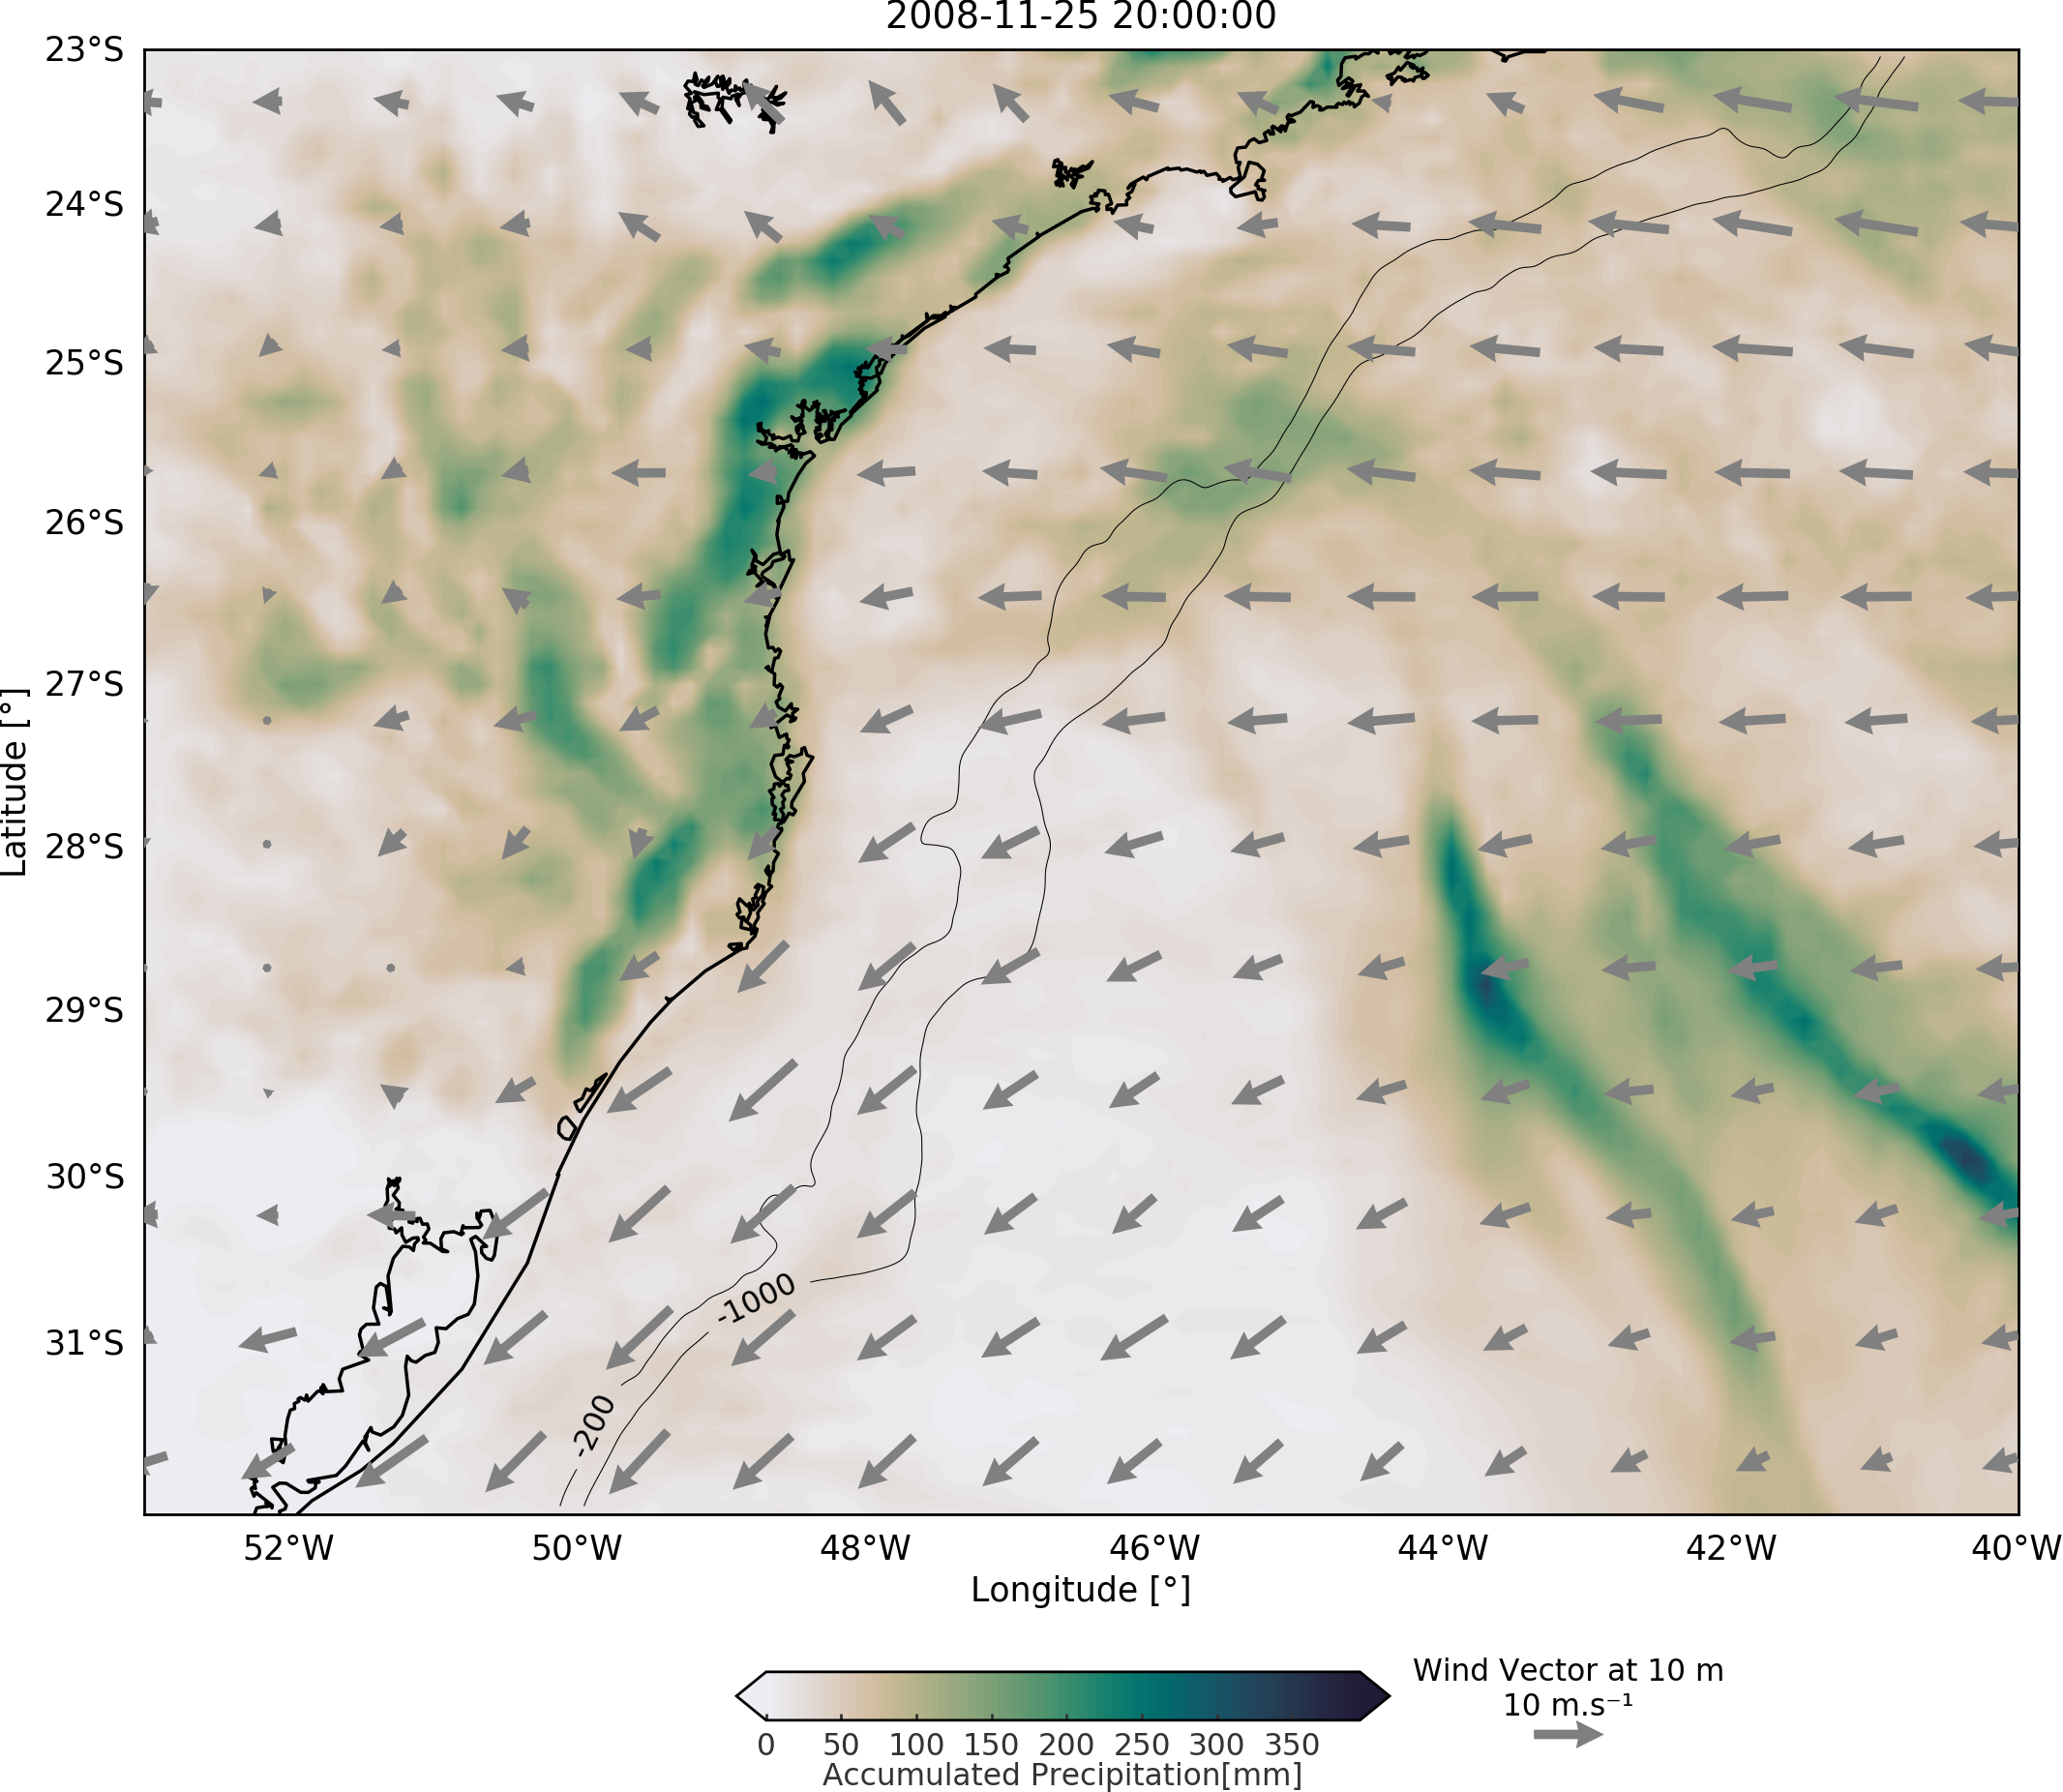 2008-11-25 20:00:00
23°S
24°S
25°S
26°S
27°S
28°S
29°S
30°S
31°S
Latitude [°]
-1000
-200
52°W 50°W 48°W 46°W 44°W 42°W 40°W
Longitude [°]
Wind Vector at 10 m
10 m.s⁻¹
0 50 100 150 200 250 300 350
Accumulated Precipitation[mm]